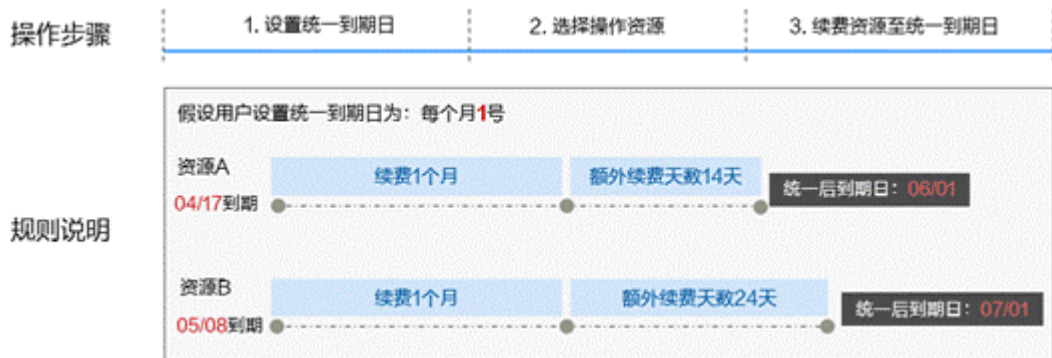 操作步骤
1. 设置统一到期日
2. 选择操作资源
3. 续费资源至统一到期日
假设用户设置统一到期日为：每个月1号
资源A
续费1个月
额外续费天数14天
统一后到期日：06/01
04/17到期
规则说明
资源B
续费1个月
额外续费天数24天
统一后到期日：07/01
05/08到期